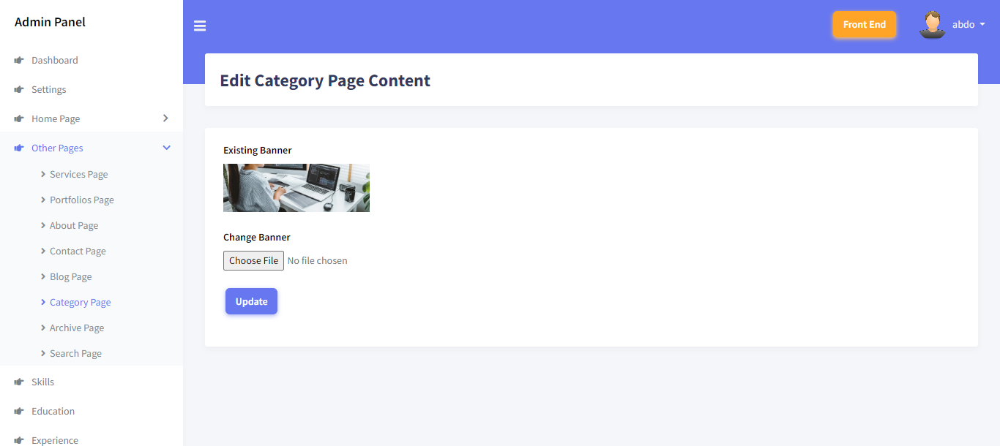 Admin Panel
Dashboard
Settings
Home Page
Other Pages
Services Page
Portfolios Page
About Page
Contact Page
Blog Page
Category Page
Archive Page
Search Page
Skills
Education
Experience
Front End
abdo
Edit Category Page Content
Existing Banner
Change Banner
Choose File No file chosen
Update